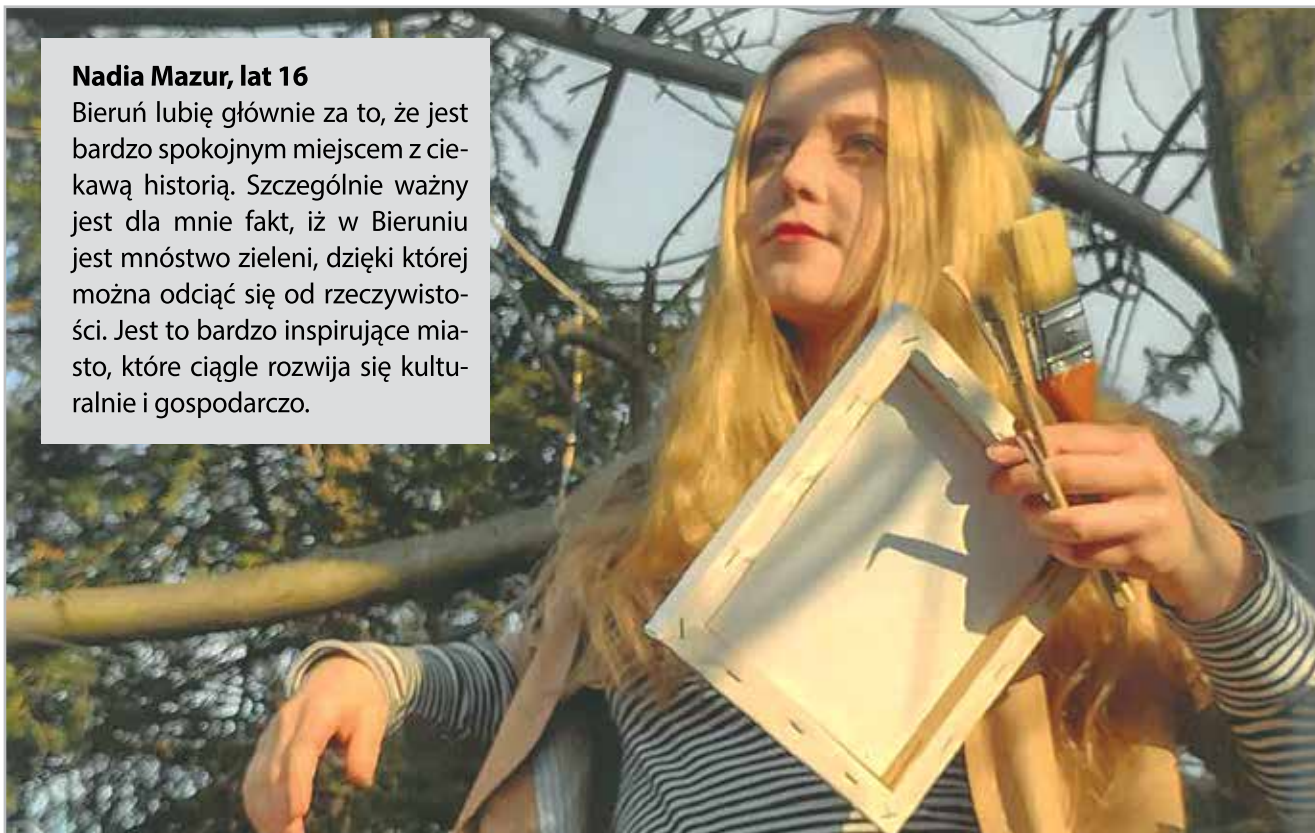 Nadia Mazur, lat 16
Bieruń lubię głównie za to, że jest
bardzo spokojnym miejscem z cie-
kawą historią. Szczególnie ważny
jest dla mnie fakt, iż w Bieruniu
jest mnóstwo zieleni, dzięki której
można odciąć się od rzeczywisto-
ści. Jest to bardzo inspirujące mia-
sto, które ciągle rozwija się kultu-
ralnie i gospodarczo.